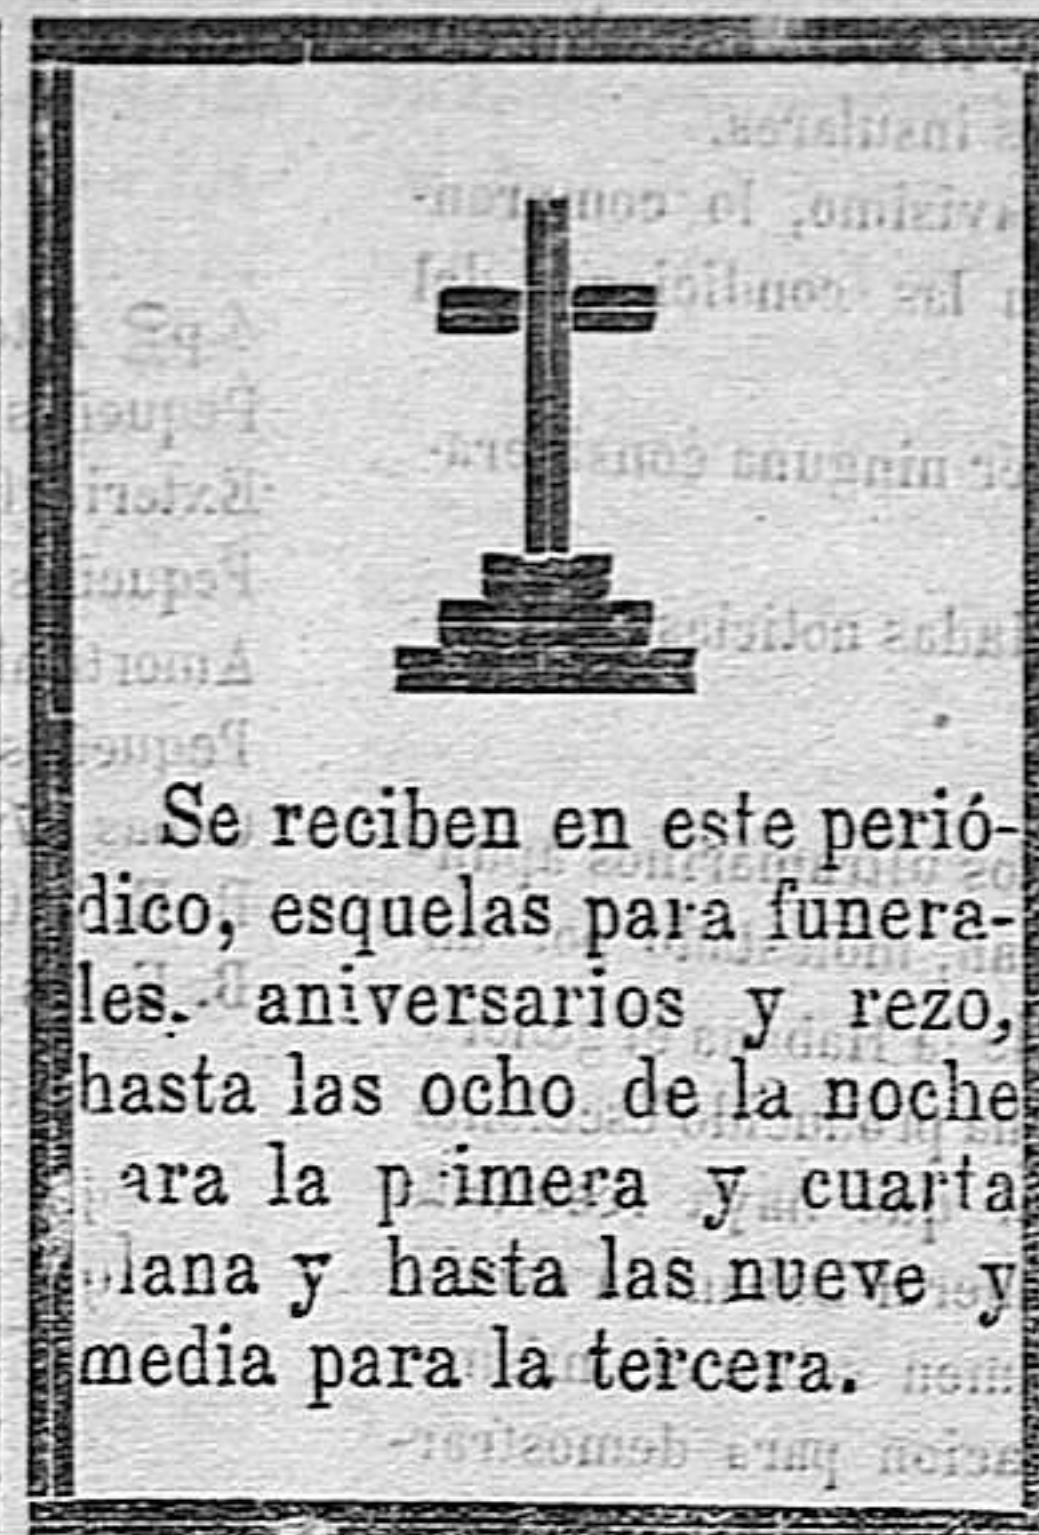 Se reciben en este perió-
dico, esquelas para funera-
les. aniversarios y rezo,
hasta las ocho de la noche
ara la primera y cuarta
lana y hasta las nueve y
media para la tercera.